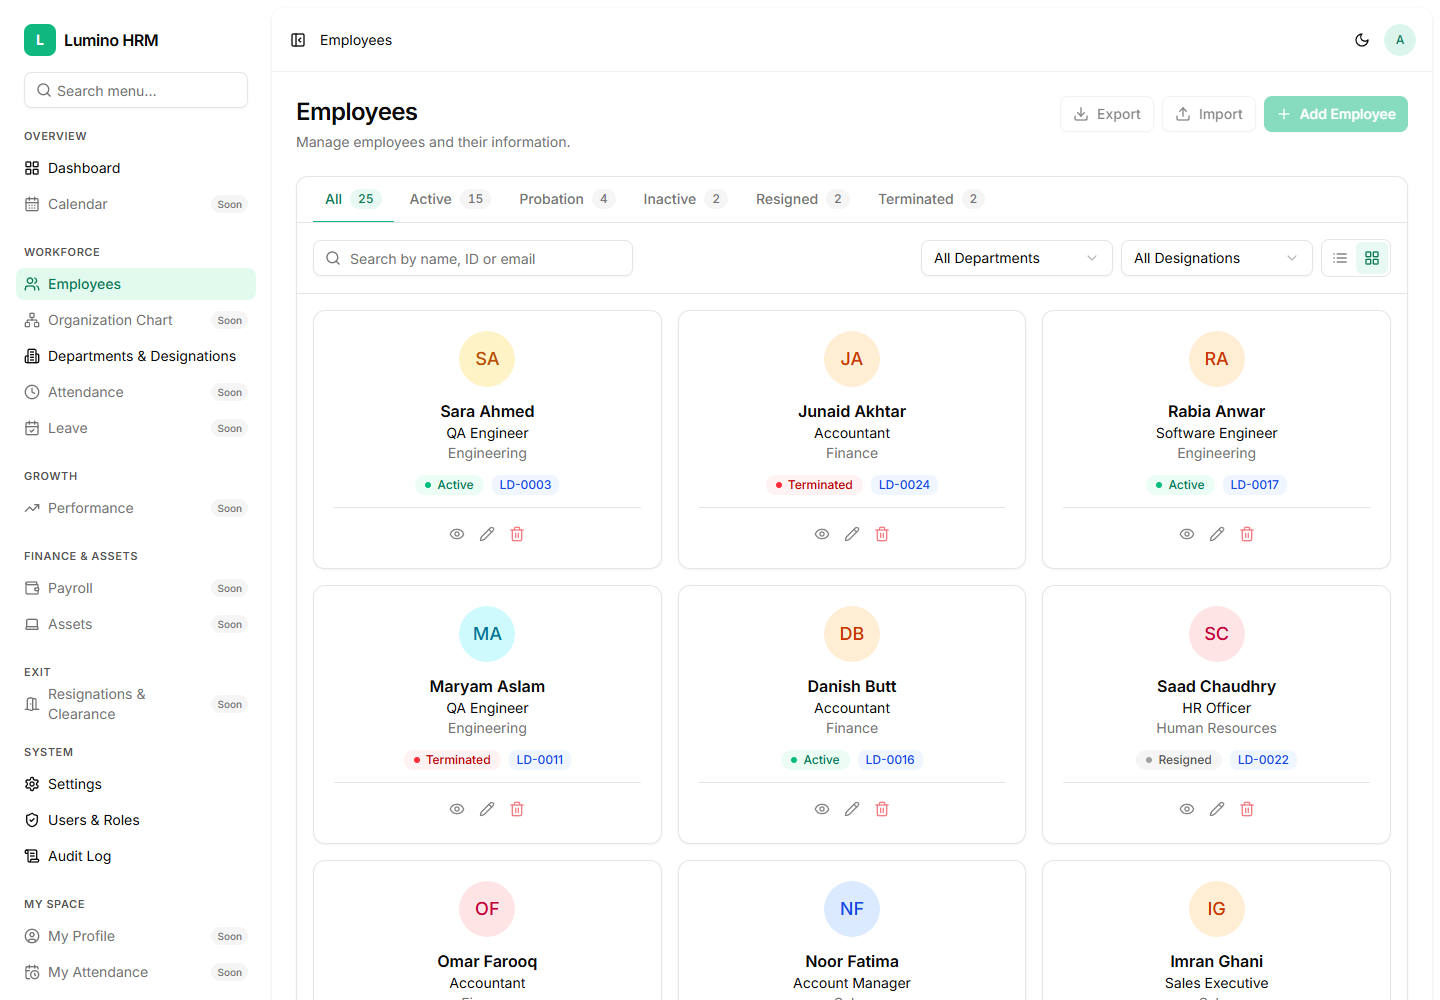 L
Lumino HRM
Search menu...
OVERVIEW
Dashboard
Calendar
Soon
WORKFORCE
Employees
Organization Chart
Soon
Departments & Designations
Attendance
Soon
Leave
Soon
GROWTH
Performance
Soon
FINANCE & ASSETS
Payroll
Soon
Assets
Soon
EXIT
Resignations &
Clearance
Soon
SYSTEM
Settings
Users & Roles
Audit Log
MY SPACE
My Profile
Soon
My Attendance
Soon
Employees
A
Employees
Manage employees and their information.
Export
Import
Add Employee
All 25
Active 15
Probation 4
Inactive 2
Resigned 2
Terminated 2
Search by name, ID or email
All Departments
All Designations
SA
Sara Ahmed
QA Engineer
Engineering
Active LD-0003
JA
Junaid Akhtar
Accountant
Finance
Terminated LD-0024
RA
Rabia Anwar
Software Engineer
Engineering
Active LD-0017
MA
Maryam Aslam
QA Engineer
Engineering
Terminated LD-0011
DB
Danish Butt
Accountant
Finance
Active LD-0016
SC
Saad Chaudhry
HR Officer
Human Resources
Resigned LD-0022
OF
Omar Farooq
Accountant
NF
Noor Fatima
Account Manager
IG
Imran Ghani
Sales Executive